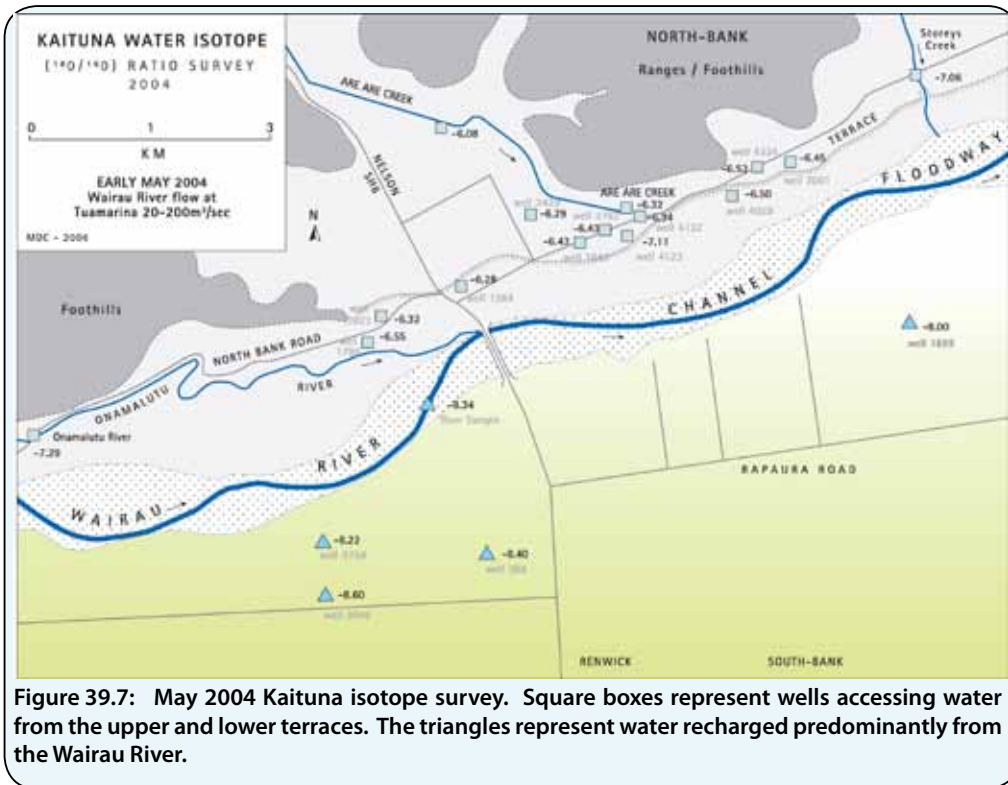 KAITUNA WATER ISOTOPE
RATIO SURVEY
2004
0 1 3
KM
EARLY MAY 2004
Wairau River flow at
Tuamarina 20-200m³/sec
MDC - 2006
N
NORTH-BANK
Ranges / Foothills
Storeys
Creek
-7.06
ARE ARE CREEK
-6.08
NELSON
SH6
TERRACE
FLOODWAY
-6.52
-6.45
-6.50
ARE ARE CREEK
-6.32
-6.29
-6.43
-6.94
-6.43
-7.11
well 4123
-6.28
CHANNEL
Foothills
-6.32
-6.55
NORTH BANK ROAD
ONAMALUTU
RIVER
-8.00
well 3888
-8.34
River Sample
Onamalutu River
-7.29
RAPAURA ROAD
WAIRAU
RIVER
-8.22
-8.40
-8.60
RENWICK
SOUTH-BANK
Figure 39.7: May 2004 Kaituna isotope survey. Square boxes represent wells accessing water
from the upper and lower terraces. The triangles represent water recharged predominantly from
the Wairau River.